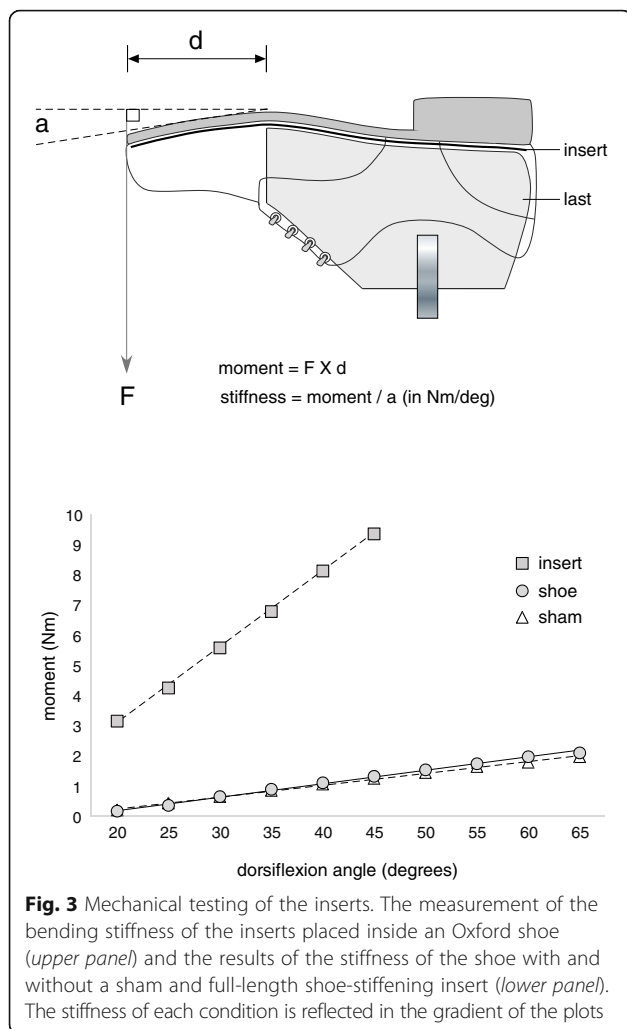 d
a
insert
last
F
moment = F X d
stiffness = moment / a (in Nm/deg)
10
9
8
7
6
5
4
3
2
1
0
moment (Nm)
insert
shoe
sham
20 25 30 35 40 45 50 55 60 65
dorsiflexion angle (degrees)
Fig. 3 Mechanical testing of the inserts. The measurement of the
bending stiffness of the inserts placed inside an Oxford shoe
(upper panel) and the results of the stiffness of the shoe with and
without a sham and full-length shoe-stiffening insert (lower panel).
The stiffness of each condition is reflected in the gradient of the plots